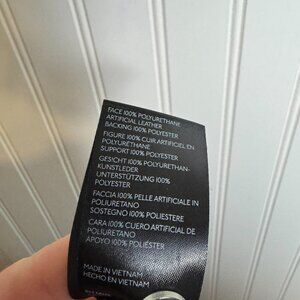 FACE 100% POLYURETHANE
ARTIFICIAL LEATHER
BACKING 100% POLYESTER
FIGURE 100% CUIR ARTIFICIEL EN
POLYURETHANE
SUPPORT 100% POLYESTER
GESICHT 100% POLYURETHAN-
KUNSTLEDER
UNTERSTÜTZUNG 100%
POLYESTER
FACCIA 100% PELLE ARTIFICIALE IN
POLIURETANO
SOSTEGNO 100% POLIESTERE
CARA 100% CUERO ARTIFICIAL DE
POLIURETANO
APOYO 100% POLIÉSTER
MADE IN VIETNAM
HECHO EN VIETNAM